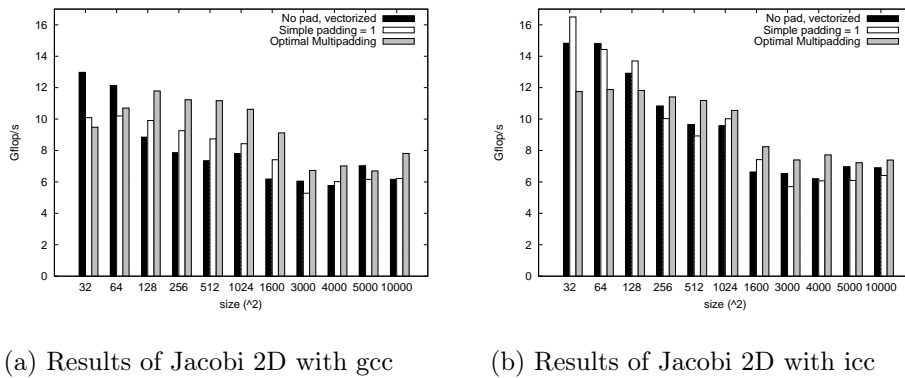 16
14
12
10
8
6
4
2
0
Gflop/s
No pad, vectorized
Simple padding = 1
Optimal Multipadding
32 64 128 256 512 1024 1600 3000 4000 5000 10000
size (^2)
(a) Results of Jacobi 2D with gcc
16
14
12
10
8
6
4
2
0
Gflop/s
No pad, vectorized
Simple padding = 1
Optimal Multipadding
32 64 128 256 512 1024 1600 3000 4000 5000 10000
size (^2)
(b) Results of Jacobi 2D with icc